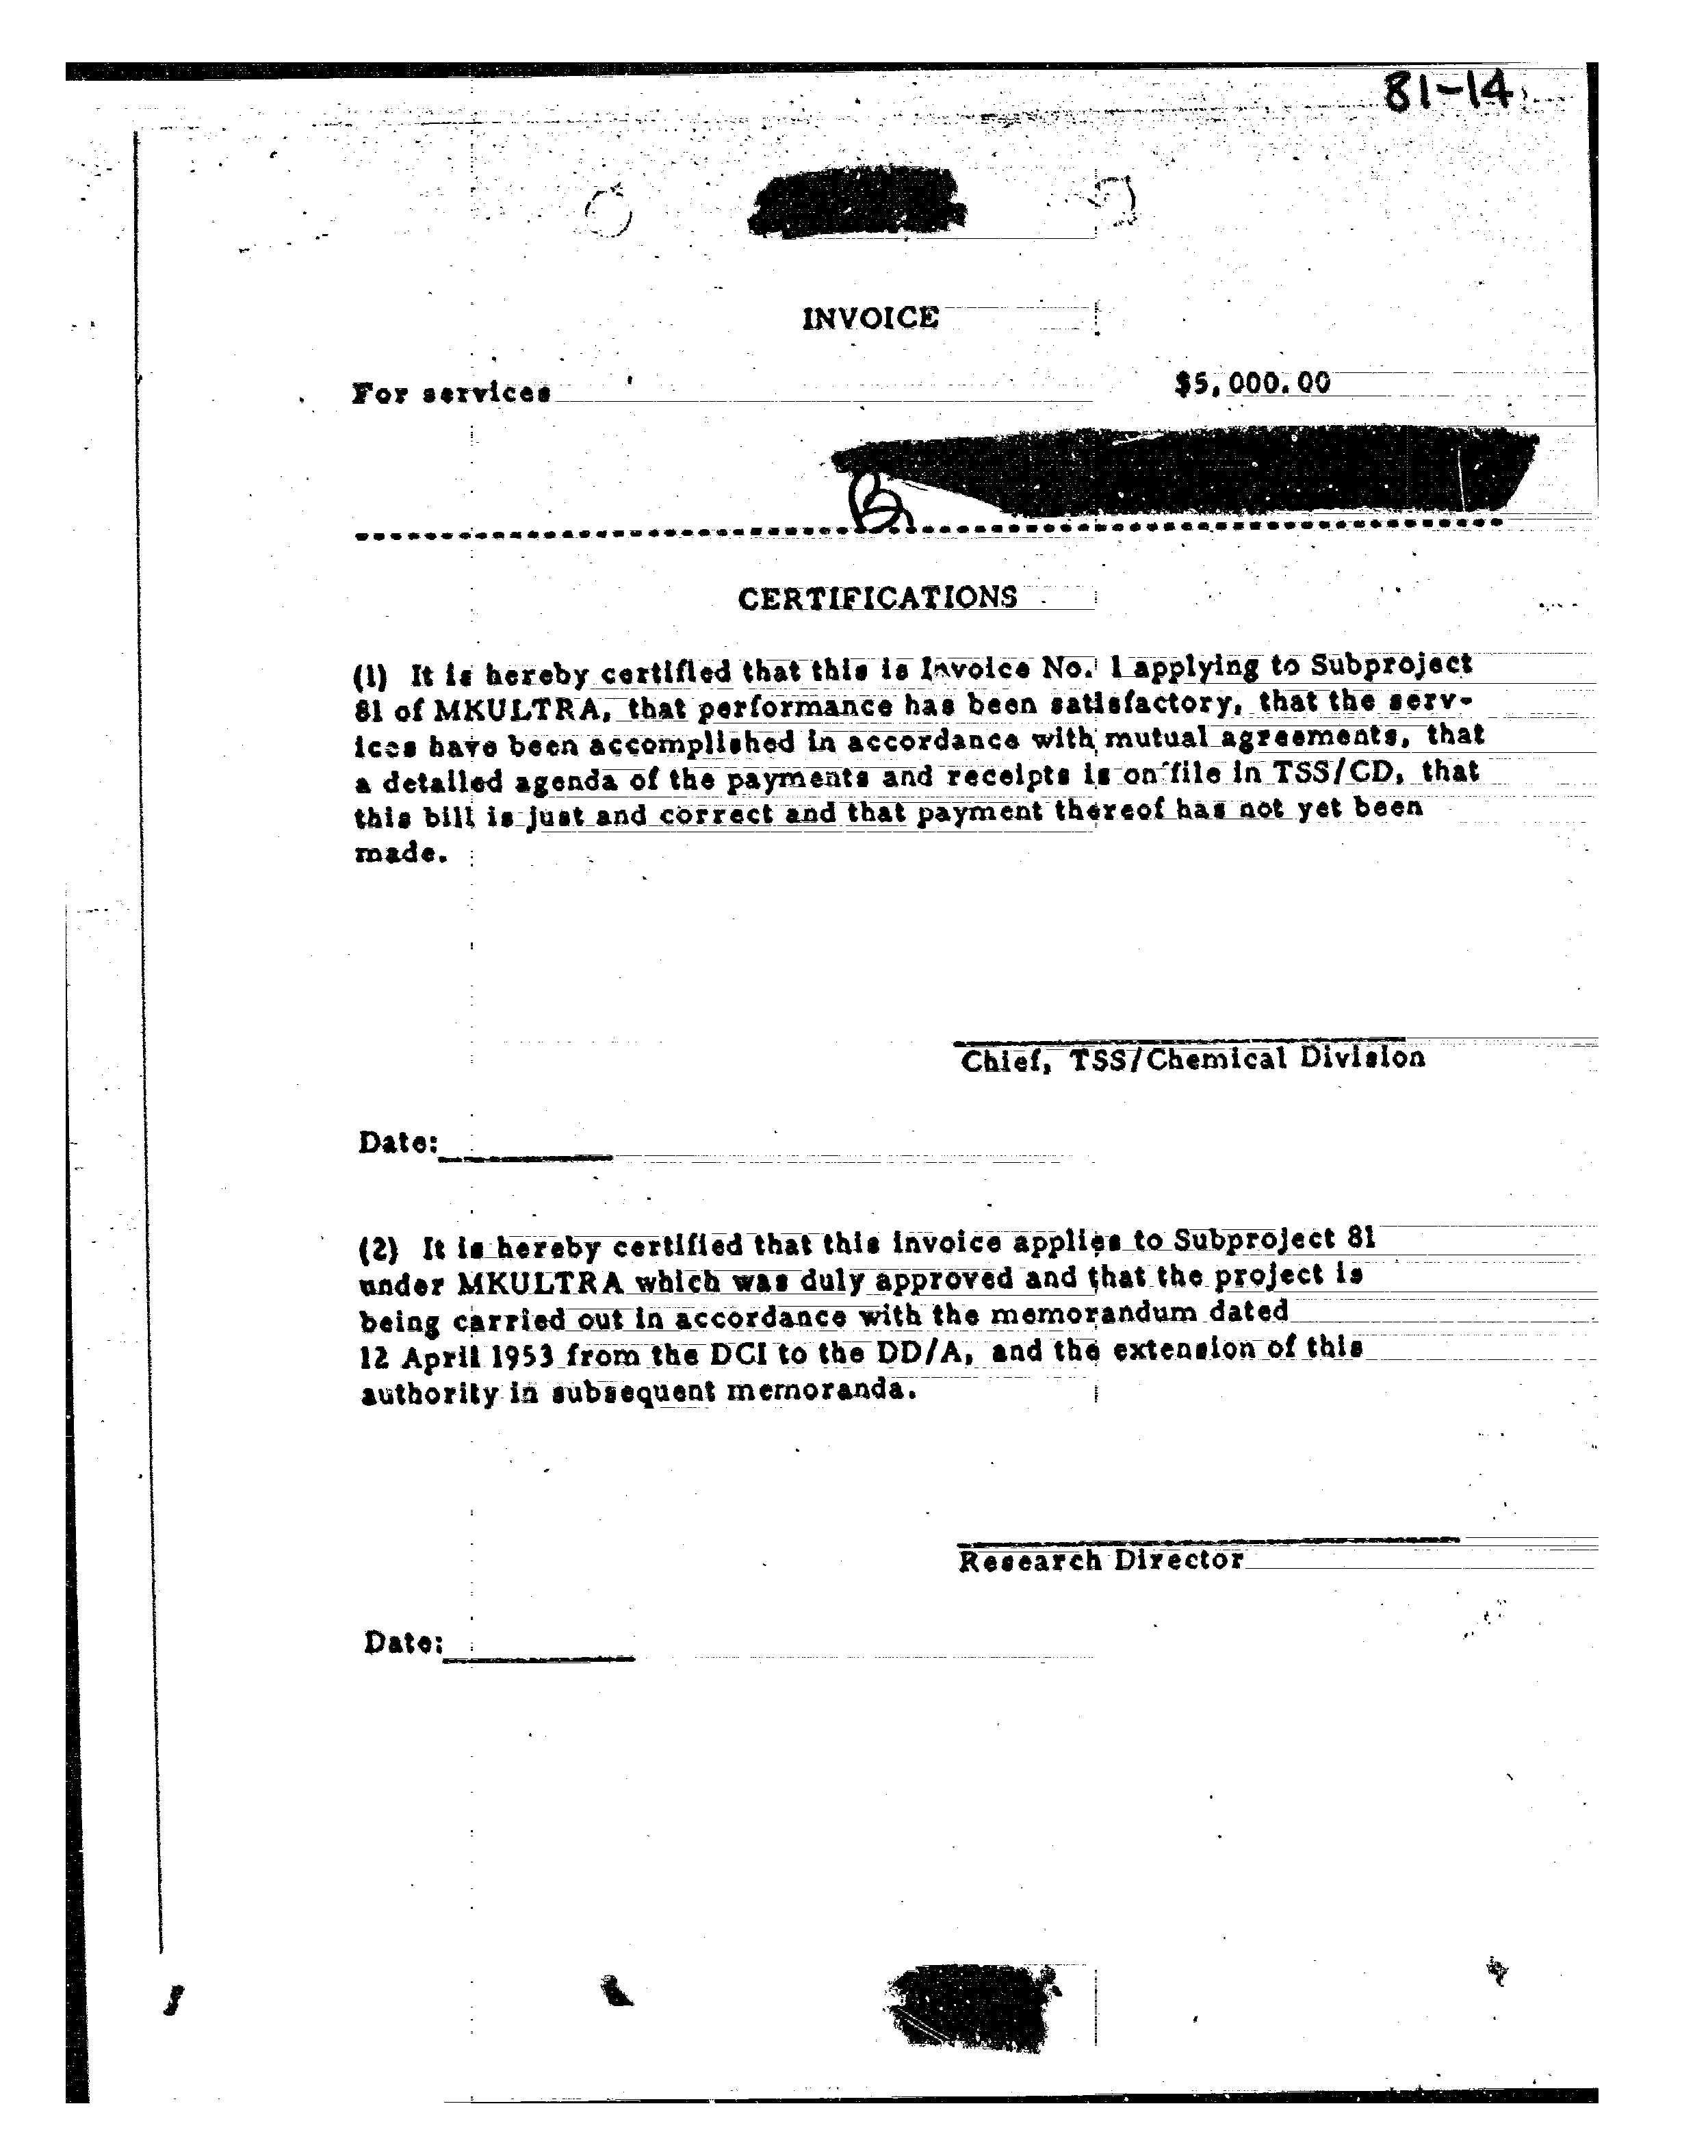 81-14
INVOICE
For services $5,000.00
B
CERTIFICATIONS
(1) It is hereby certified that this is Invoice No. 1 applying to Subproject
81 of MKULTRA, that performance has been satisfactory, that the serv-
ices have been accomplished in accordance with mutual agreements, that
a detailed agenda of the payments and receipts is on file in TSS/CD, that
this bill is just and correct and that payment thereof has not yet been
made.
Chief, TSS/Chemical Division
Date:
(2) It is hereby certified that this invoice applies to Subproject 81
under MKULTRA which was duly approved and that the project is
being carried out in accordance with the memorandum dated
12 April 1953 from the DCI to the DD/A, and the extension of this
authority in subsequent memoranda.
Research Director
Date: